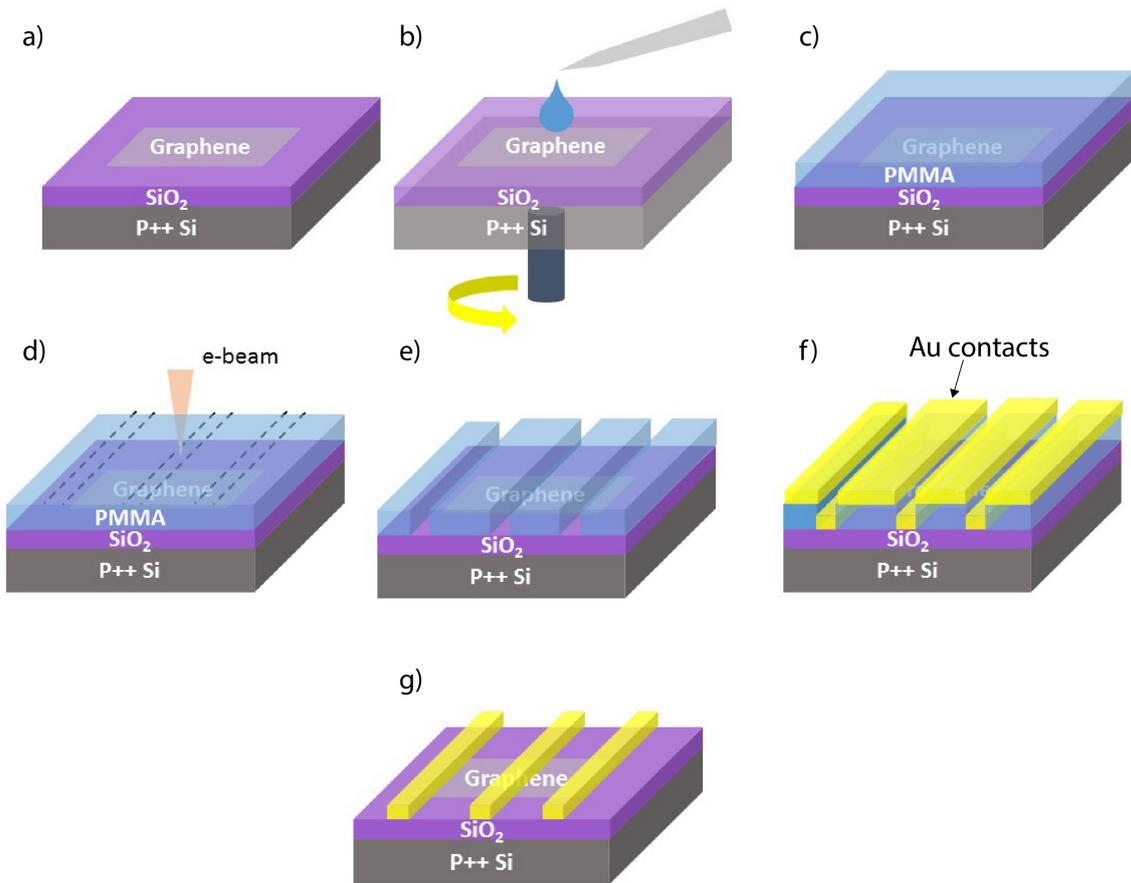 a)
Graphene
SiO₂
P++ Si
b)
Graphene
SiO₂
P++ Si
c)
Graphene
PMMA
SiO₂
P++ Si
d)
e-beam
Graphene
PMMA
SiO₂
P++ Si
e)
Graphene
SiO₂
P++ Si
f)
Au contacts
SiO₂
P++ Si
g)
Graphene
SiO₂
P++ Si